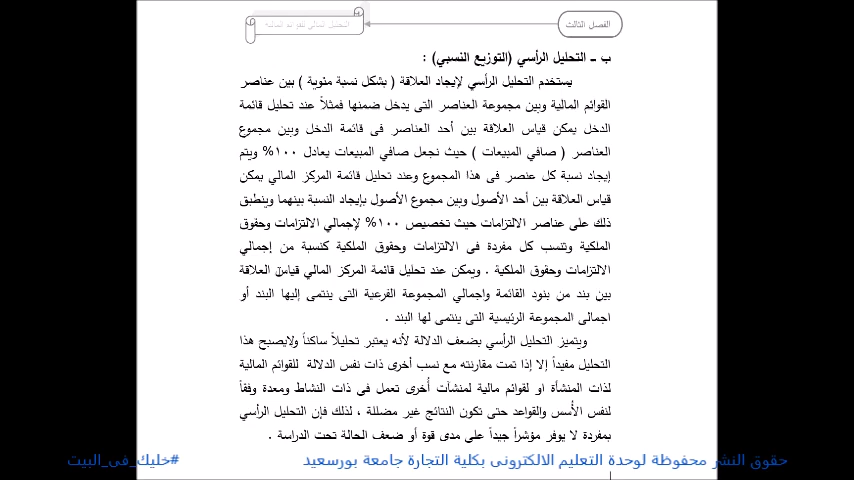 الفصل الثالث
التحليل المالي للقوائم المالية
ب – التحليل الرأسي (التوزيع النسبي) :
يستخدم التحليل الرأسي لإيجاد العلاقة ( بشكل نسبة مئوية ) بين عناصر
القوائم المالية وبين مجموعة العناصر التى يدخل ضمنها فمثلاً عند تحليل قائمة
الدخل يمكن قياس العلاقة بين أحد العناصر فى قائمة الدخل وبين مجموع
العناصر ( صافي المبيعات ) حيث نجعل صافي المبيعات يعادل ١٠٠% ويتم
إيجاد نسبة كل عنصر فى هذا المجموع وعند تحليل قائمة المركز المالي يمكن
قياس العلاقة بين أحد الأصول وبين مجموع الأصول بإيجاد النسبة بينهما وينطبق
ذلك على عناصر الالتزامات حيث تخصيص ١٠٠% لإجمالي الالتزامات وحقوق
الملكية وتنسب كل مفردة فى الالتزامات وحقوق الملكية كنسبة من إجمالي
الالتزامات وحقوق الملكية . ويمكن عند تحليل قائمة المركز المالي قياس العلاقة
بين بند من بنود القائمة واجمالي المجموعة الفرعية التى ينتمى إليها البند أو
اجمالى المجموعة الرئيسية التى ينتمى لها البند .
ويتميز التحليل الرأسي بضعف الدلالة لأنه يعتبر تحليلاً ساكناً ولايصبح هذا
التحليل مفيداً إلا إذا تمت مقارنته مع نسب أخرى ذات نفس الدلالة للقوائم المالية
لذات المنشأة او لقوائم مالية لمنشآت أُخرى تعمل في ذات النشاط ومعدة وفقاً
لنفس الأُسس والقواعد حتى تكون النتائج غير مضللة ، لذلك فإن التحليل الرأسي
بمفردة لا يوفر مؤشراً جيداً على مدى قوة أو ضعف الحالة تحت الدراسة .
حقوق النشر محفوظة لوحدة التعليم الالكترونى بكلية التجارة جامعة بورسعيد
#خليك_فى_البيت